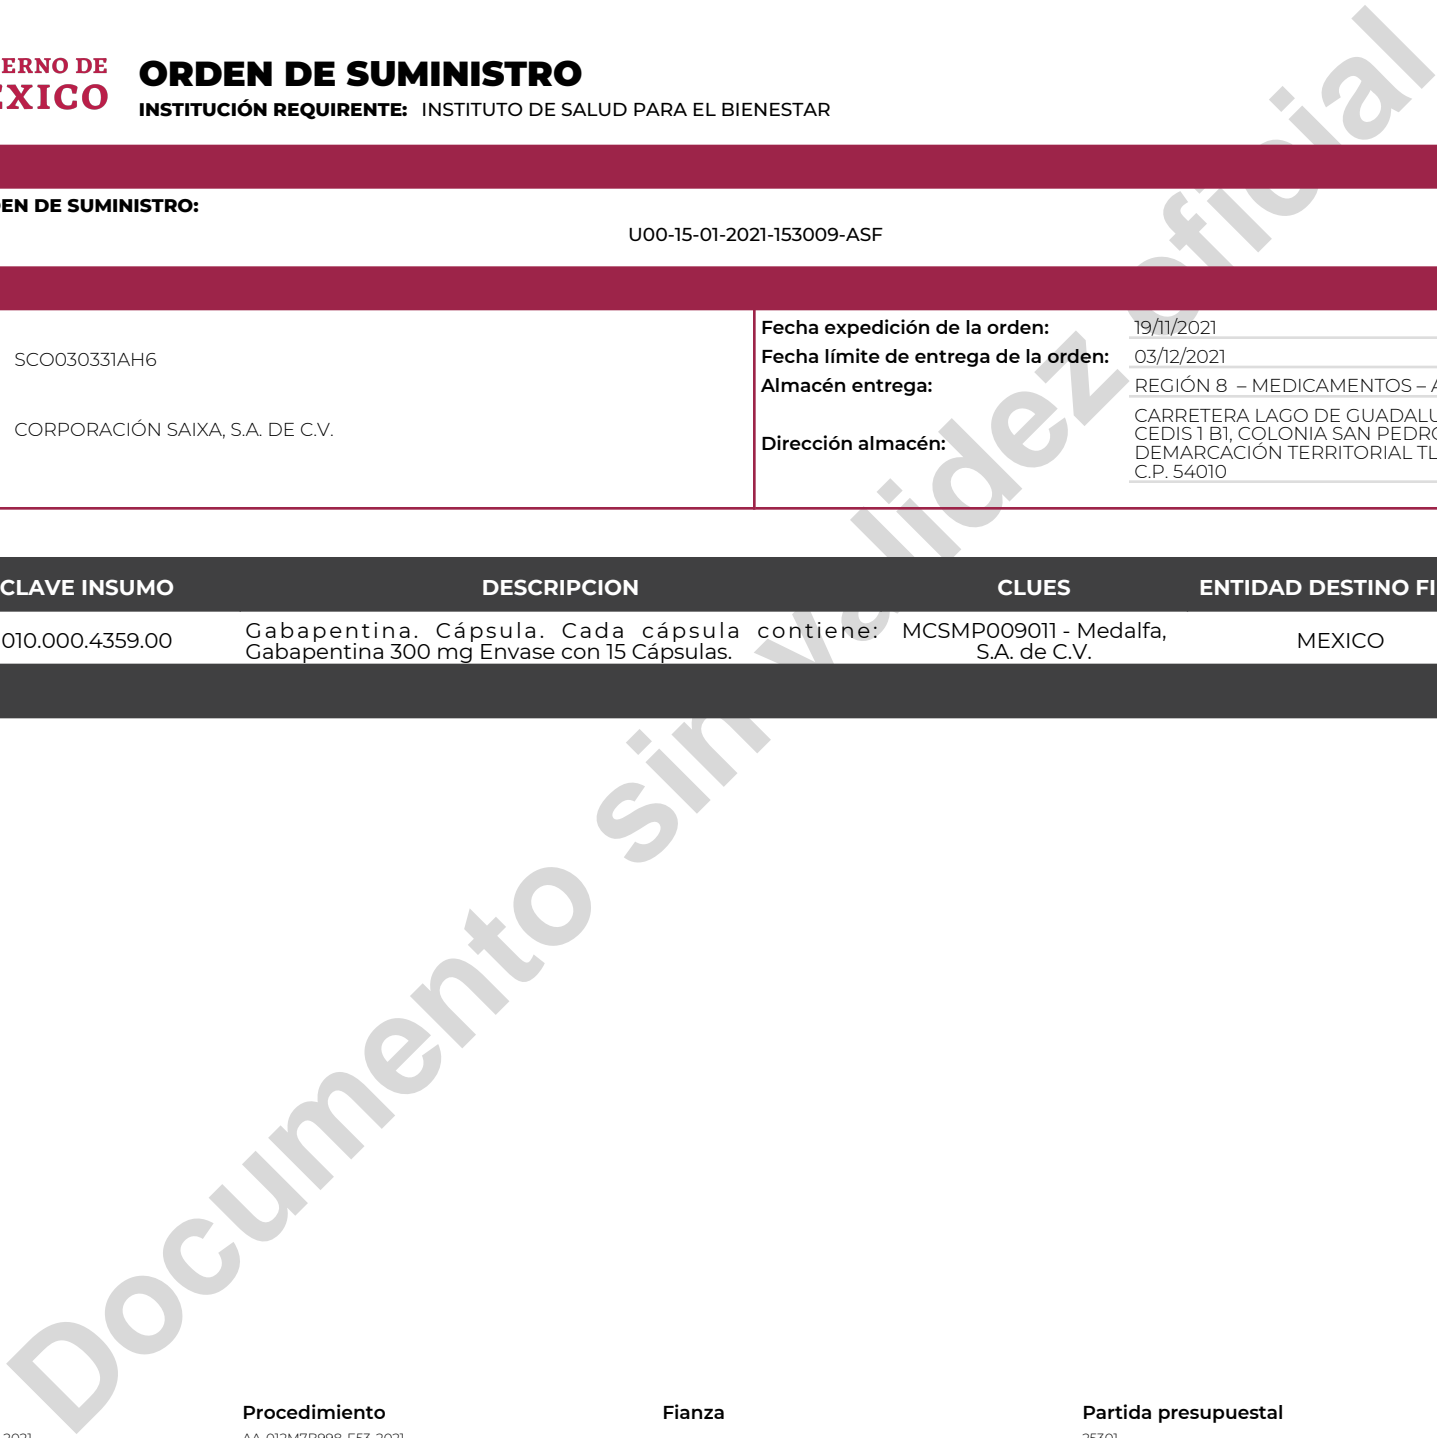 ERNO DE
EXICO
ORDEN DE SUMINISTRO
INSTITUCIÓN REQUIRENTE: INSTITUTO DE SALUD PARA EL BIENESTAR
EN DE SUMINISTRO:
U00-15-01-2021-153009-ASF
SCO030331AH6
CORPORACIÓN SAIXA, S.A. DE C.V.
Fecha expedición de la orden: 19/11/2021
Fecha límite de entrega de la orden: 03/12/2021
Almacén entrega: REGIÓN 8 – MEDICAMENTOS – A
Dirección almacén:
CARRETERA LAGO DE GUADALU
CEDIS 1 B1, COLONIA SAN PEDRO
DEMARCACIÓN TERRITORIAL TL
C.P. 54010
CLAVE INSUMO DESCRIPCION CLUES ENTIDAD DESTINO FI
010.000.4359.00
Gabapentina. Cápsula. Cada cápsula contiene:
Gabapentina 300 mg Envase con 15 Cápsulas.
MCSMP009011 - Medalfa,
S.A. de C.V.
MEXICO
Documento sin validez oficial
Procedimiento Fianza Partida presupuestal